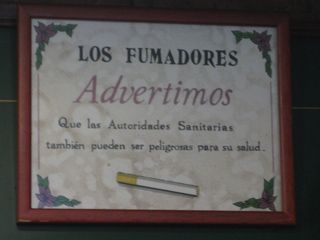 LOS FUMADORES
Advertimos
Que las Autoridades Sanitarias
también pueden ser peligrosas para su salud.